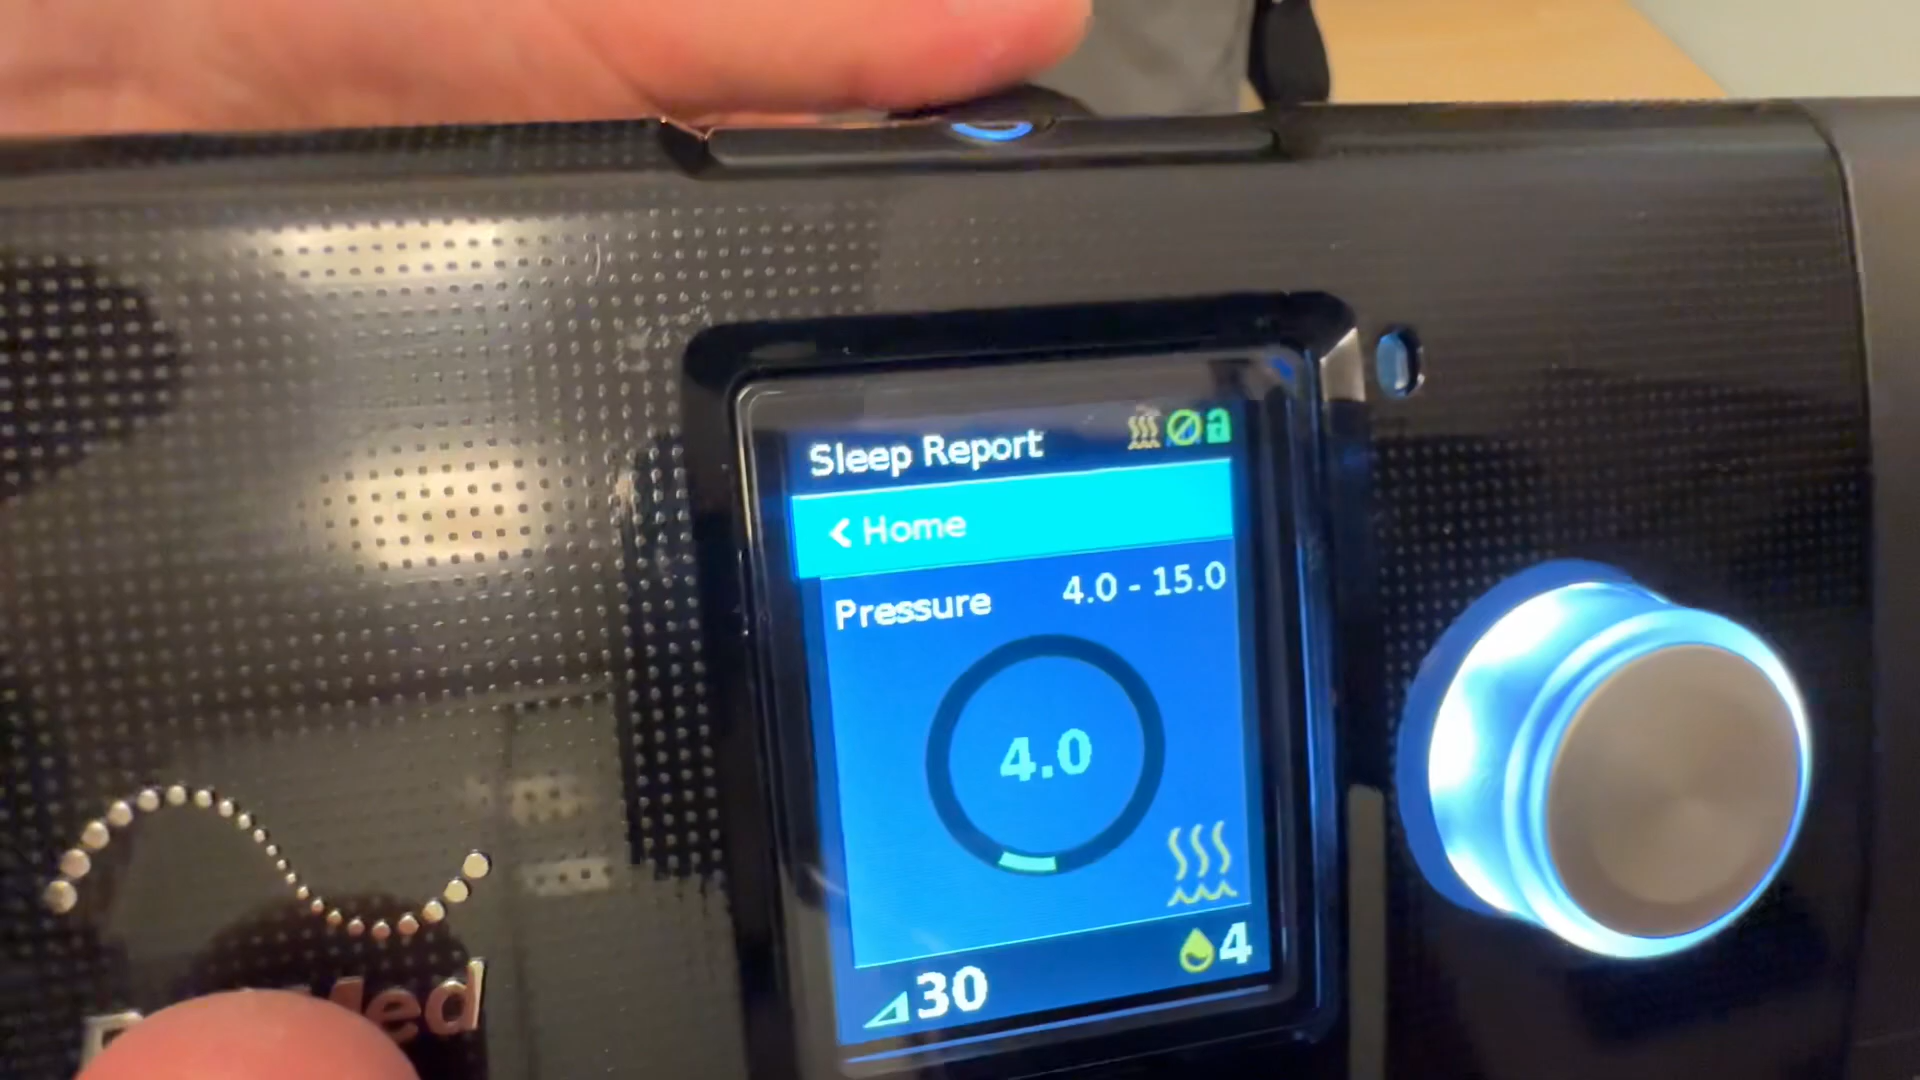 Sleep Report
< Home
Pressure 4.0 - 15.0
4.0
30
4